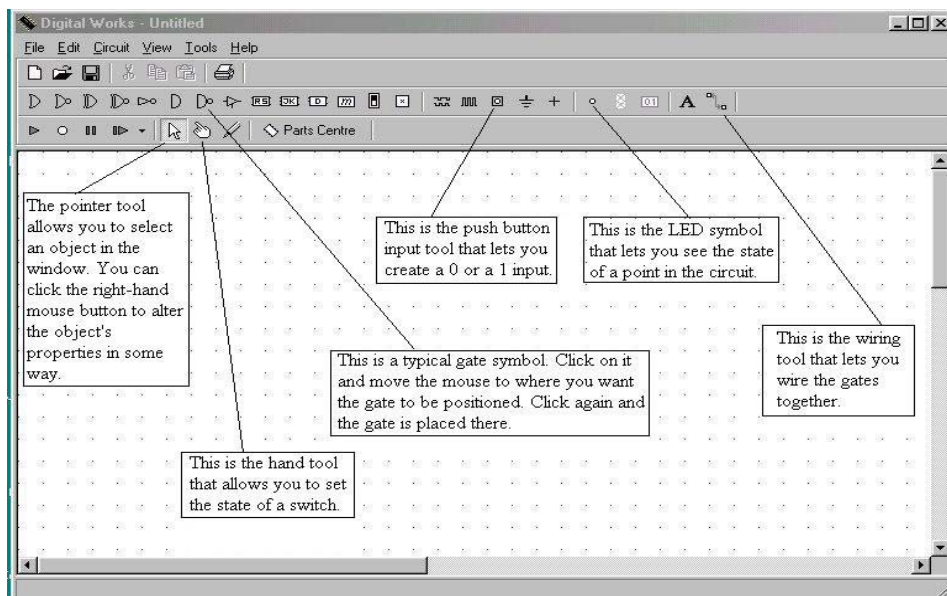 Digital Works - Untitled
File Edit Circuit View Tools Help
RS JK D m 01 A
Parts Centre
The pointer tool
allows you to select
an object in the
window. You can
click the right-hand
mouse button to alter
the object's
properties in some
way.
This is the push button
input tool that lets you
create a 0 or a 1 input.
This is the LED symbol
that lets you see the state
of a point in the circuit.
This is a typical gate symbol. Click on it
and move the mouse to where you want
the gate to be positioned. Click again and
the gate is placed there.
This is the wiring
tool that lets you
wire the gates
together.
This is the hand tool
that allows you to set
the state of a switch.